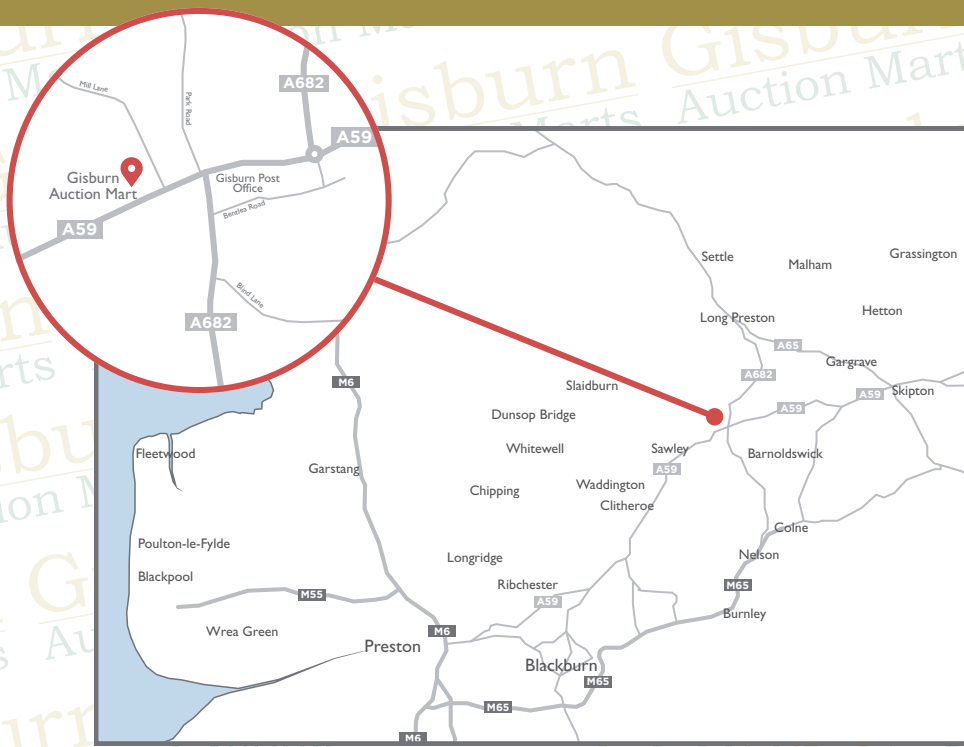 Gisburn
Auction Marts
Mill Lane
Park Road
A682
A59
Gisburn
Auction Mart
Gisburn Post
Office
Bentlea Road
A59
Blind Lane
A682
Settle
Malham
Grassington
Long Preston
Hetton
A65
Gargrave
A682
M6
Slaidburn
Skipton
A59
A59
Dunsop Bridge
Fleetwood
Whitewell
Sawley
Barnoldswick
Garstang
A59
Chipping
Waddington
Clitheroe
Colne
Poulton-le-Fylde
Longridge
Nelson
Blackpool
Ribchester
M65
M55
A59
Burnley
Wrea Green
M6
Preston
Blackburn
M65
M65
M6